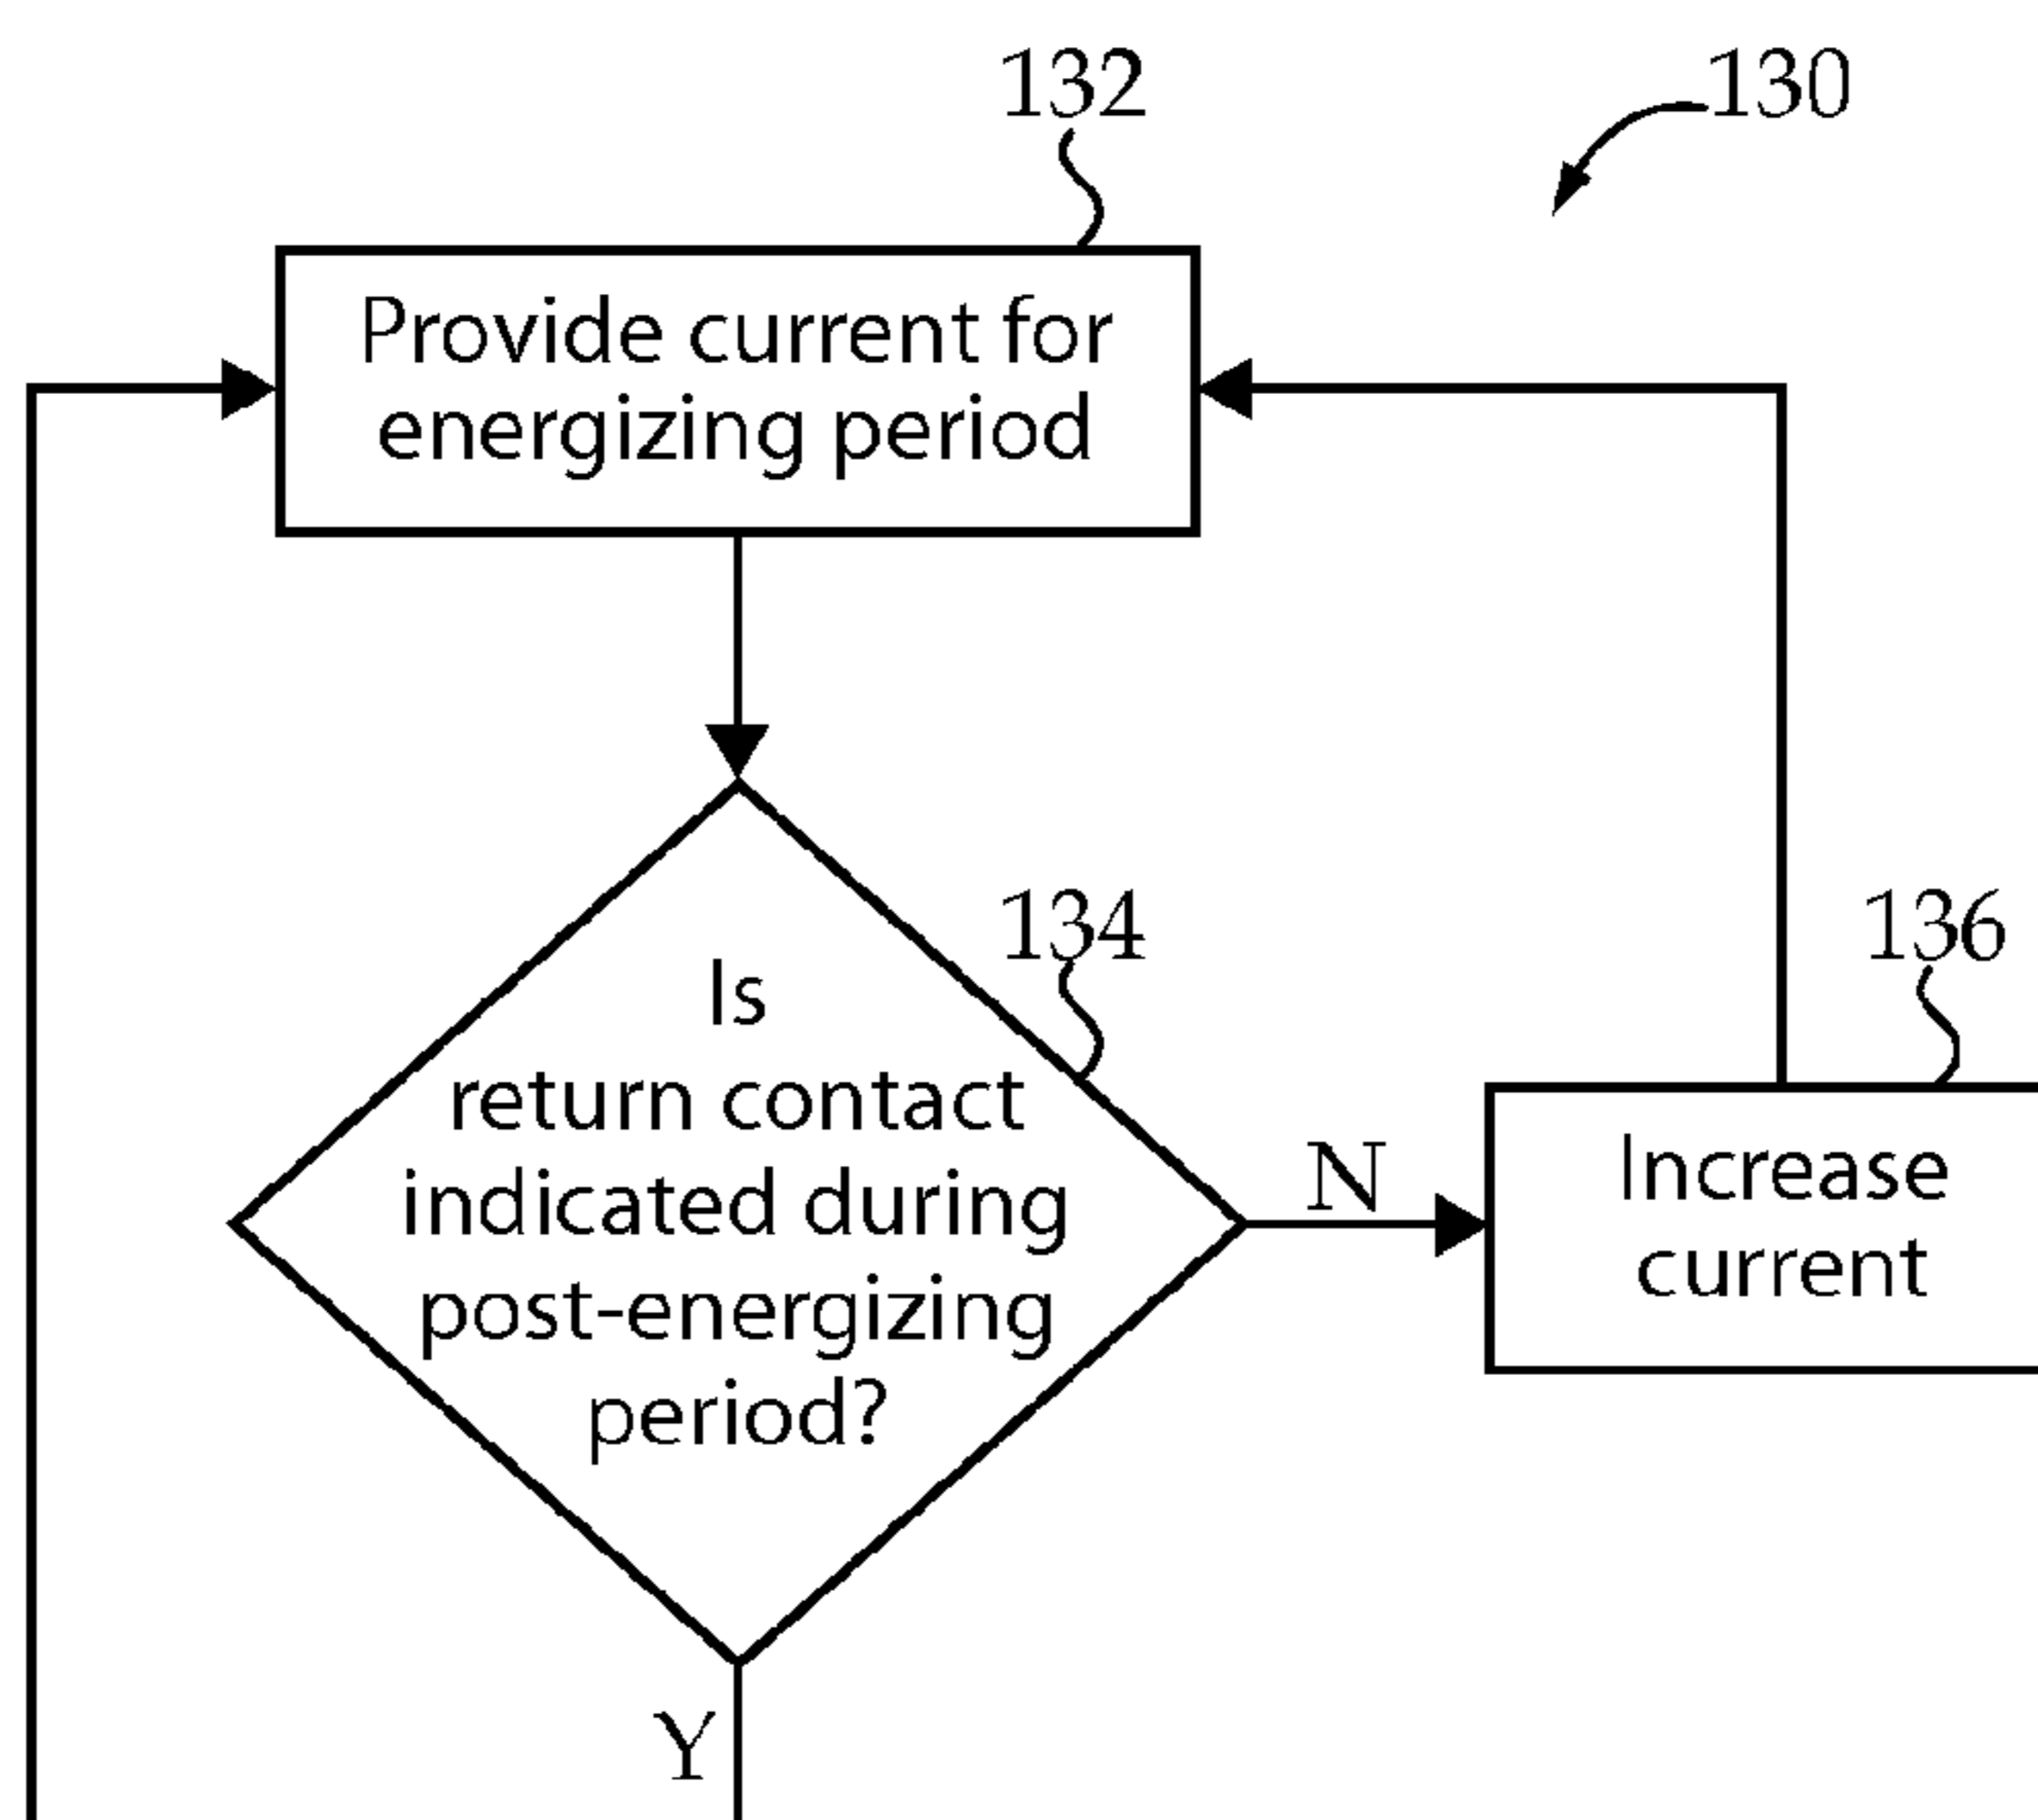 132
130
Provide current for
energizing period
134
136
Is
return contact
indicated during
post-energizing
period?
N
Increase
current
Y